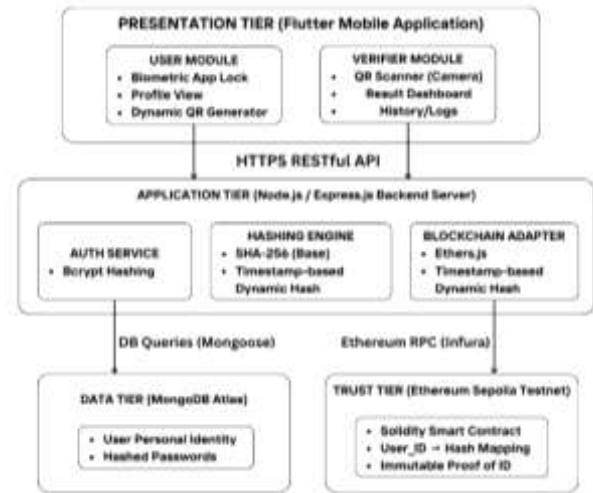 PRESENTATION TIER (Flutter Mobile Application)
USER MODULE
• Biometric App Lock
• Profile View
• Dynamic QR Generator
VERIFIER MODULE
• QR Scanner (Camera)
• Result Dashboard
• History/Logs
HTTPS RESTful API
APPLICATION TIER (Node.js / Express.js Backend Server)
AUTH SERVICE
• Bcrypt Hashing
HASHING ENGINE
• SHA-256 (Base)
• Timestamp-based
Dynamic Hash
BLOCKCHAIN ADAPTER
• Ethers.js
• Timestamp-based
Dynamic Hash
DB Queries (Mongoose)
Ethereum RPC (Infura)
DATA TIER (MongoDB Atlas)
• User Personal Identity
• Hashed Passwords
TRUST TIER (Ethereum Sepolia Testnet)
• Solidity Smart Contract
• User_ID → Hash Mapping
• Immutable Proof of ID